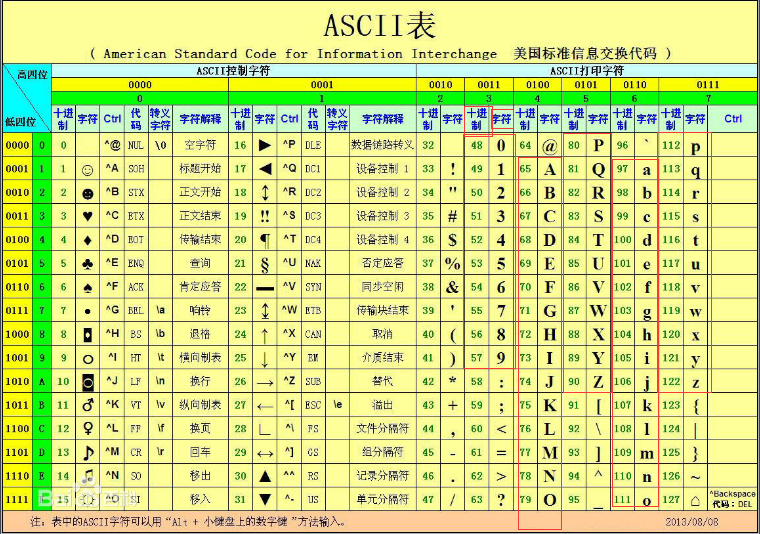 ASCII表
( American Standard Code for Information Interchange 美国标准信息交换代码 )
高四位 ASCII控制字符 ASCII打印字符
0000 0001 0010 0011 0100 0101 0110 0111
0 1 2 3 4 5 6 7
低四位 十进制 字符 Ctrl 代码 转义字符 字符解释 十进制 字符 Ctrl 代码 转义字符 字符解释 十进制 字符 十进制 字符 十进制 字符 十进制 字符 十进制 字符 十进制 字符 Ctrl
0000 0 0 ^@ NUL \0 空字符 16 ► ^P DLE 数据链路转义 32 48 0 64 @ 80 P 96 ` 112 p
0001 1 1 ☺ ^A SOH 标题开始 17 ◄ ^Q DC1 设备控制 1 33 ! 49 1 65 A 81 Q 97 a 113 q
0010 2 2 ☻ ^B STX 正文开始 18 ↕ ^R DC2 设备控制 2 34 " 50 2 66 B 82 R 98 b 114 r
0011 3 3 ♥ ^C ETX 正文结束 19 ‼ ^S DC3 设备控制 3 35 # 51 3 67 C 83 S 99 c 115 s
0100 4 4 ♦ ^D EOT 传输结束 20 ¶ ^T DC4 设备控制 4 36 $ 52 4 68 D 84 T 100 d 116 t
0101 5 5 ♣ ^E ENQ 查询 21 § ^U NAK 否定应答 37 % 53 5 69 E 85 U 101 e 117 u
0110 6 6 ♠ ^F ACK 肯定应答 22 ▬ ^V SYN 同步空闲 38 & 54 6 70 F 86 V 102 f 118 v
0111 7 7 • ^G BEL \a 响铃 23 ↨ ^W ETB 传输块结束 39 ' 55 7 71 G 87 W 103 g 119 w
1000 8 8 ◘ ^H BS \b 退格 24 ↑ ^X CAN 取消 40 ( 56 8 72 H 88 X 104 h 120 x
1001 9 9 ○ ^I HT \t 横向制表 25 ↓ ^Y EM 介质结束 41 ) 57 9 73 I 89 Y 105 i 121 y
1010 A 10 ◙ ^J LF \n 换行 26 → ^Z SUB 替代 42 * 58 : 74 J 90 Z 106 j 122 z
1011 B 11 ♂ ^K VT \v 纵向制表 27 ← ^[ ESC \e 溢出 43 + 59 ; 75 K 91 [ 107 k 123 {
1100 C 12 ♀ ^L FF \f 换页 28 ∟ ^\ FS 文件分隔符 44 , 60 < 76 L 92 \ 108 l 124 |
1101 D 13 ♪ ^M CR \r 回车 29 ↔ ^] GS 组分隔符 45 - 61 = 77 M 93 ] 109 m 125 }
1110 E 14 ♫ ^N SO 移出 30 ▲ ^^ RS 记录分隔符 46 . 62 > 78 N 94 ^ 110 n 126 ~
1111 SI 移入 31 ▼ ^- US 单元分隔符 47 / 63 ? 79 O 95 _ 111 o 127 ⌂ ^Backspace 代码：DEL
注：表中的ASCII字符可以用“Alt + 小键盘上的数字键”方法输入。 2013/08/08